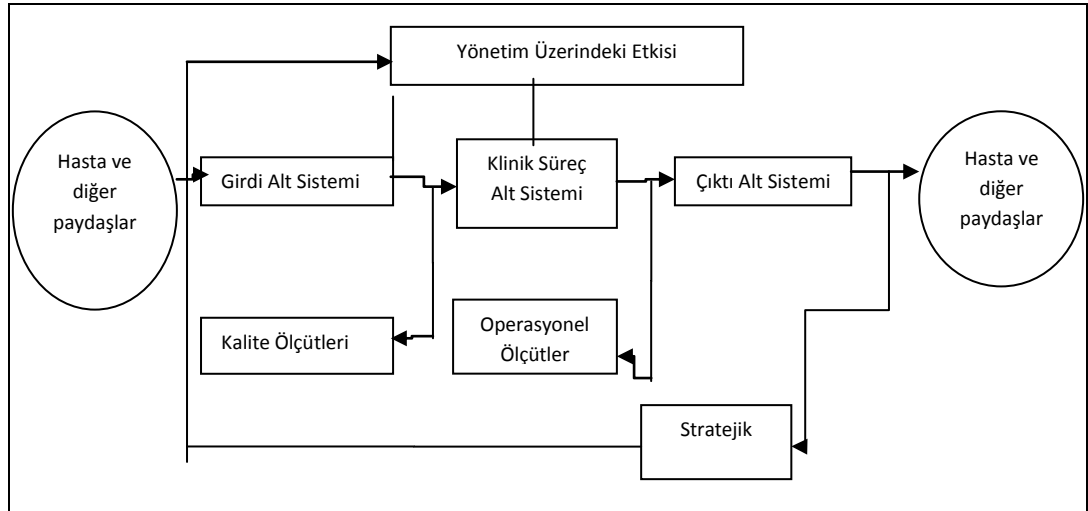 Yönetim Üzerindeki Etkisi
Hasta ve
diğer
paydaşlar
Girdi Alt Sistemi
Klinik Süreç
Alt Sistemi
Çıktı Alt Sistemi
Hasta ve
diğer
paydaşlar
Kalite Ölçütleri
Operasyonel
Ölçütler
Stratejik